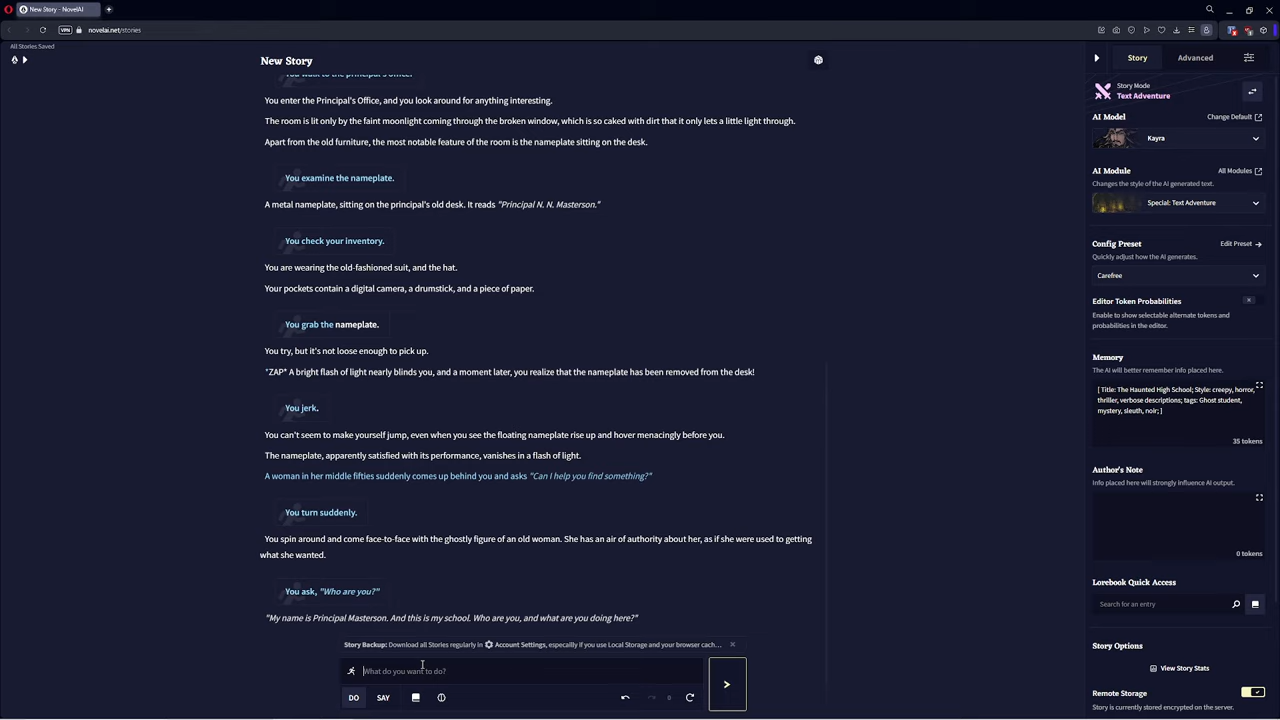 New Story - NovelAI
VPN novelai.net/stories
All Stories Saved
New Story
You walk to the principal's office.
You enter the Principal's Office, and you look around for anything interesting.
The room is lit only by the faint moonlight coming through the broken window, which is so caked with dirt that it only lets a little light through.
Apart from the old furniture, the most notable feature of the room is the nameplate sitting on the desk.
You examine the nameplate.
A metal nameplate, sitting on the principal's old desk. It reads "Principal N. N. Masterson."
You check your inventory.
You are wearing the old-fashioned suit, and the hat.
Your pockets contain a digital camera, a drumstick, and a piece of paper.
You grab the nameplate.
You try, but it's not loose enough to pick up.
*ZAP* A bright flash of light nearly blinds you, and a moment later, you realize that the nameplate has been removed from the desk!
You jerk.
You can't seem to make yourself jump, even when you see the floating nameplate rise up and hover menacingly before you.
The nameplate, apparently satisfied with its performance, vanishes in a flash of light.
A woman in her middle fifties suddenly comes up behind you and asks "Can I help you find something?"
You turn suddenly.
You spin around and come face-to-face with the ghostly figure of an old woman. She has an air of authority about her, as if she were used to getting
what she wanted.
You ask, "Who are you?"
"My name is Principal Masterson. And this is my school. Who are you, and what are you doing here?"
Story Backup: Download all Stories regularly in Account Settings, especailly if you use Local Storage and your browser cach...
What do you want to do?
DO SAY
0
Story Advanced
Story Mode
Text Adventure
AI Model Change Default
Kayra
AI Module All Modules
Changes the style of the AI generated text.
Special: Text Adventure
Config Preset Edit Preset
Quickly adjust how the AI generates.
Carefree
Editor Token Probabilities
Enable to show selectable alternate tokens and
probabilities in the editor.
Memory
The AI will better remember info placed here.
[ Title: The Haunted High School; Style: creepy, horror,
thriller, verbose descriptions; tags: Ghost student,
mystery, sleuth, noir; ]
35 tokens
Author's Note
Info placed here will strongly influence AI output.
0 tokens
Lorebook Quick Access
Search for an entry
Story Options
View Story Stats
Remote Storage
Story is currently stored encrypted on the server.